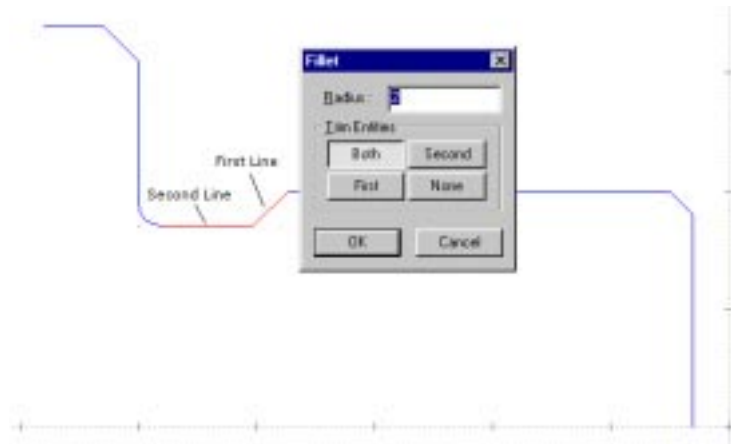 Fillet
Radius:
Trim Entities
Both Second
First None
OK Cancel
First Line
Second Line